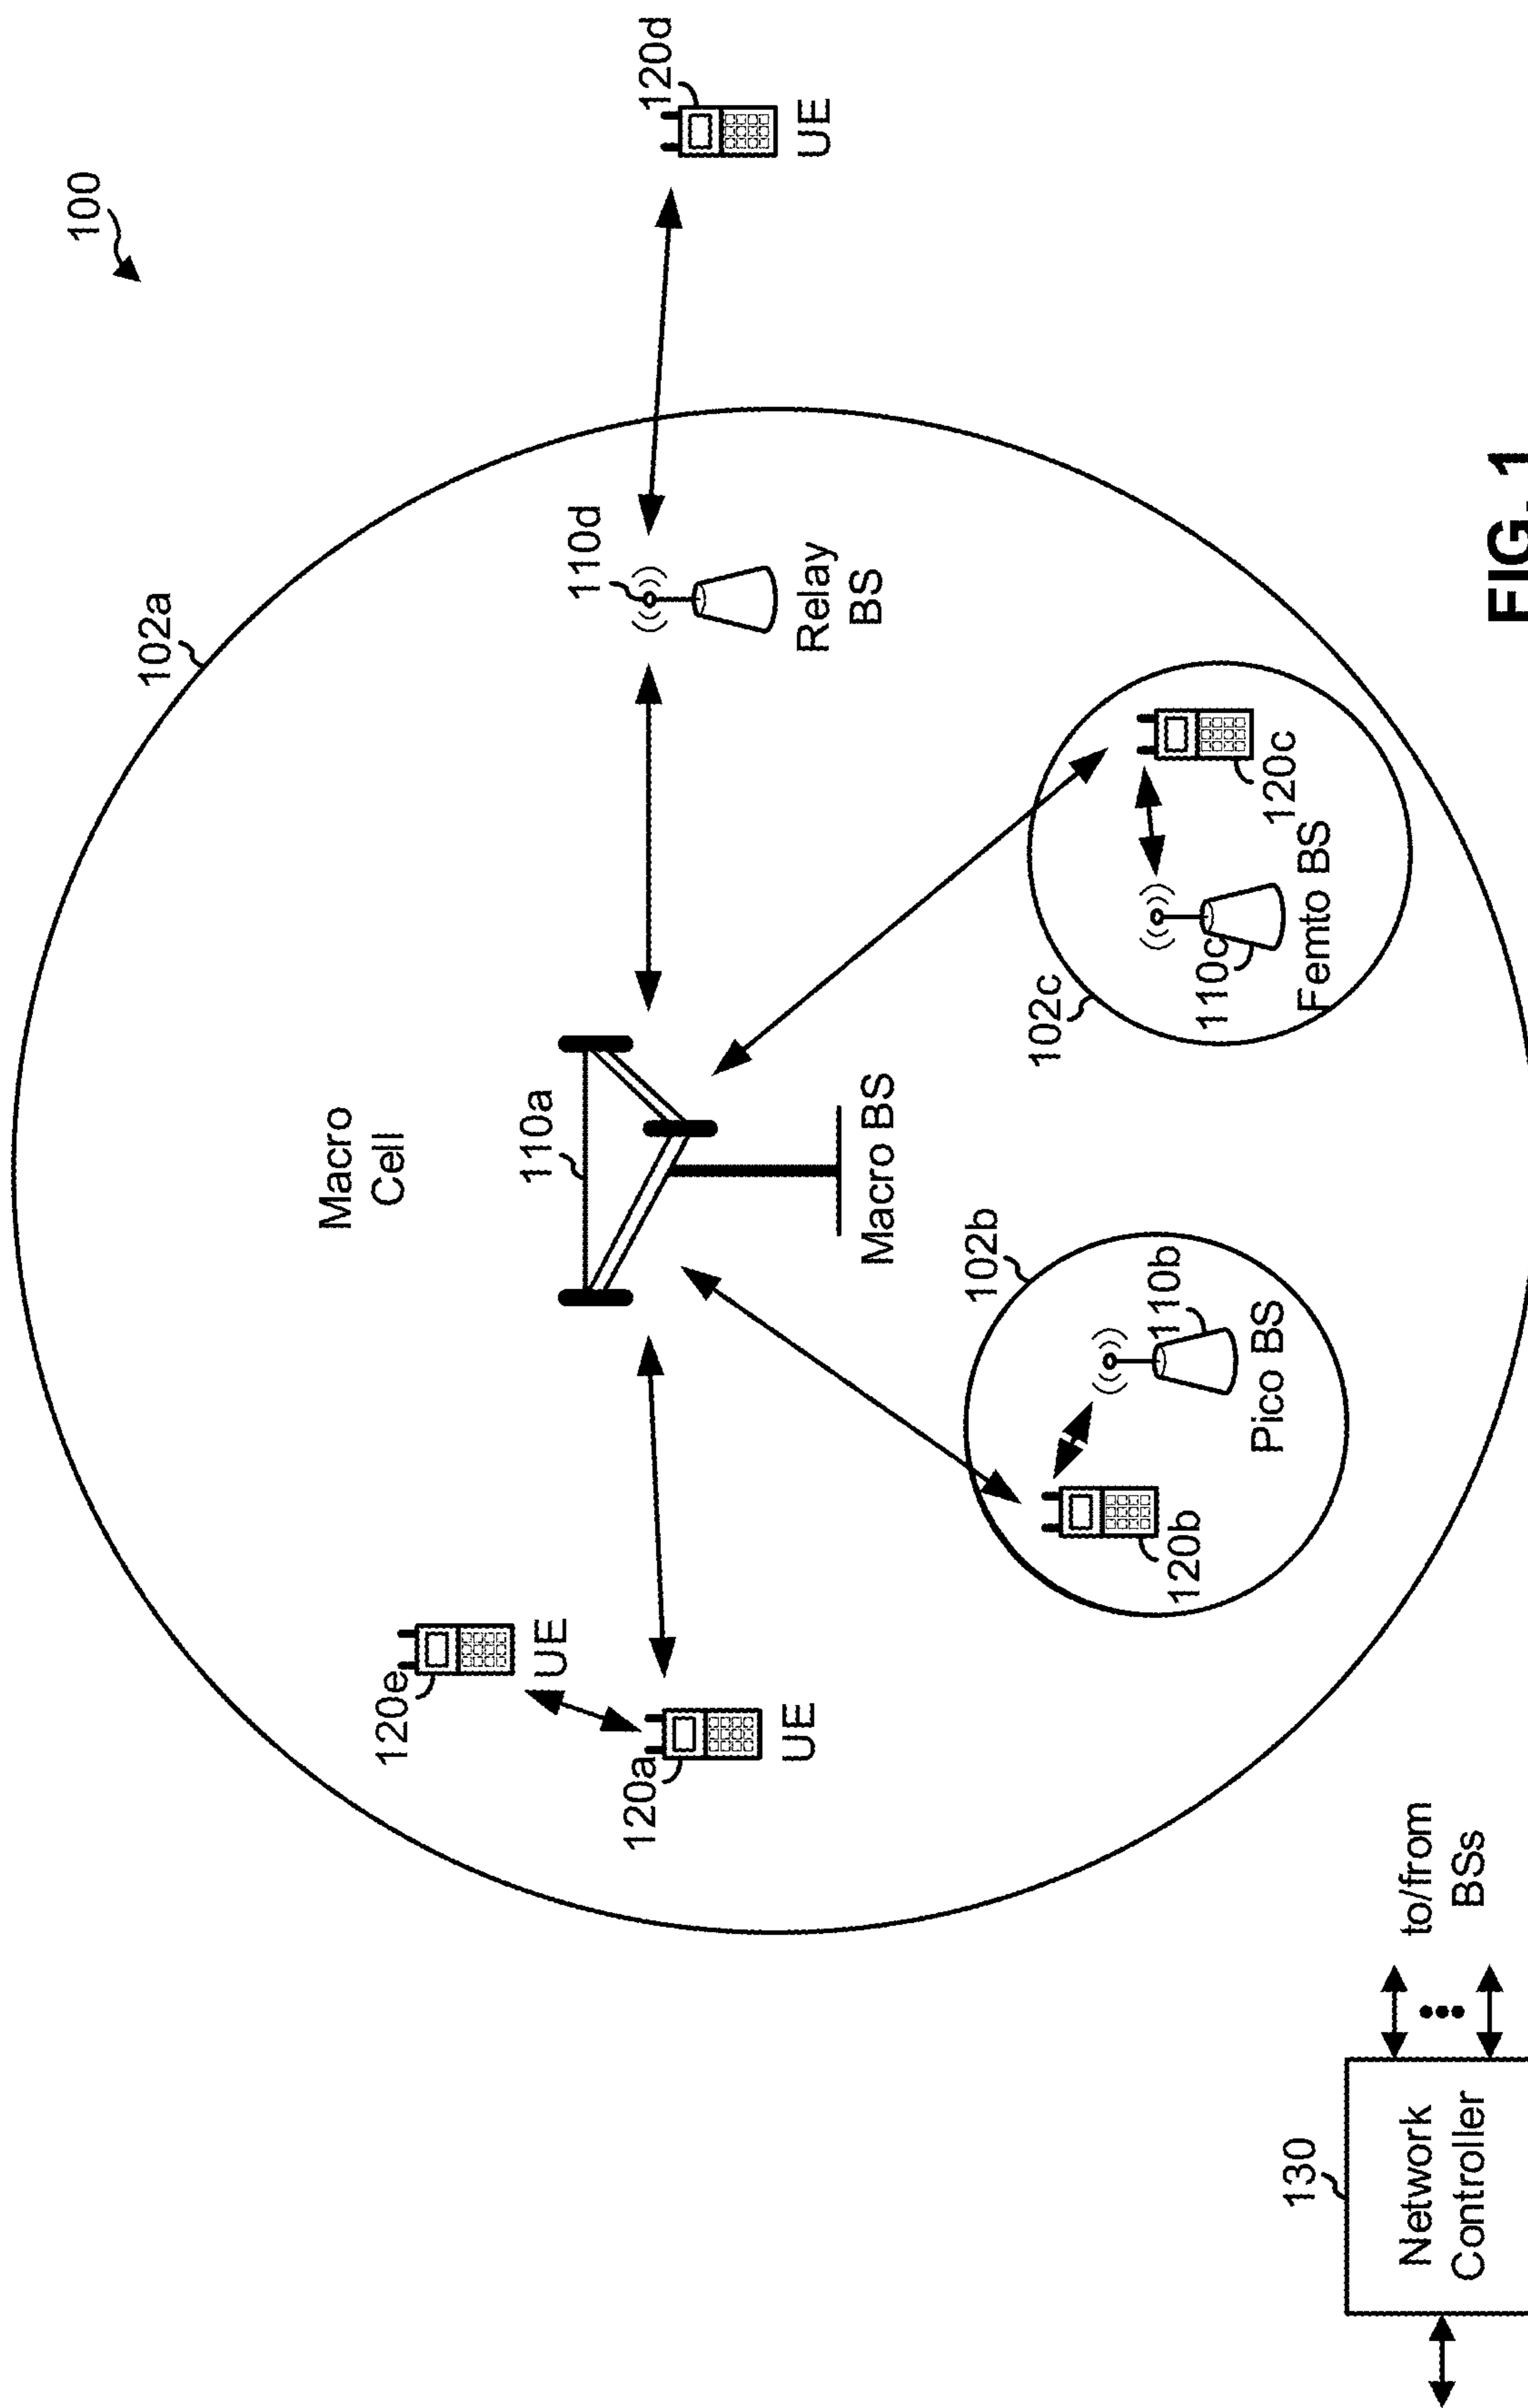 100
102a
Macro
Cell
120e
UE
110a
110d
120d
120a
UE
UE
Relay
BS
Macro BS
102b
102c
120b
110b
Pico BS
110c
120c
Femto BS
130
Network
Controller
to/from
BSs
FIG. 1